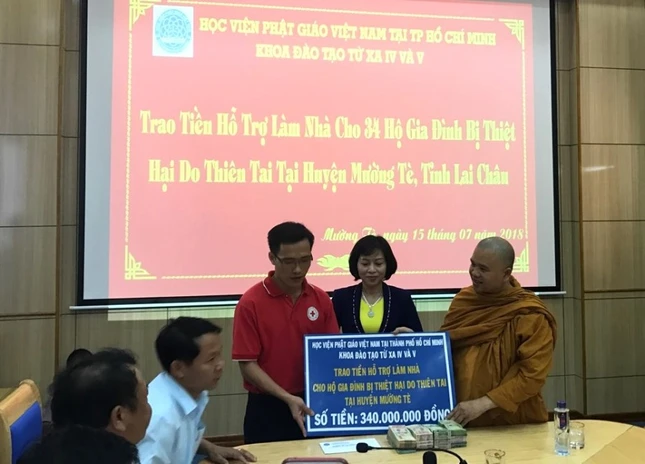 HỌC VIỆN PHẬT GIÁO VIỆT NAM TẠI TP HỒ CHÍ MINH
KHOA ĐÀO TẠO TỪ XA IV VÀ V
Trao Tiền Hỗ Trợ Làm Nhà Cho 34 Hộ Gia Đình Bị Thiệt
Hại Do Thiên Tai Tại Huyện Mường Tè, Tỉnh Lai Châu
Mường Tè, ngày 15 tháng 07 năm 2018
HỌC VIỆN PHẬT GIÁO VIỆT NAM TẠI THÀNH PHỐ HỒ CHÍ MINH
KHOA ĐÀO TẠO TỪ XA IV VÀ V
TRAO TIỀN HỖ TRỢ LÀM NHÀ
CHO HỘ GIA ĐÌNH BỊ THIỆT HẠI DO THIÊN TAI
TẠI HUYỆN MƯỜNG TÈ
SỐ TIỀN: 340.000.000 ĐỒNG